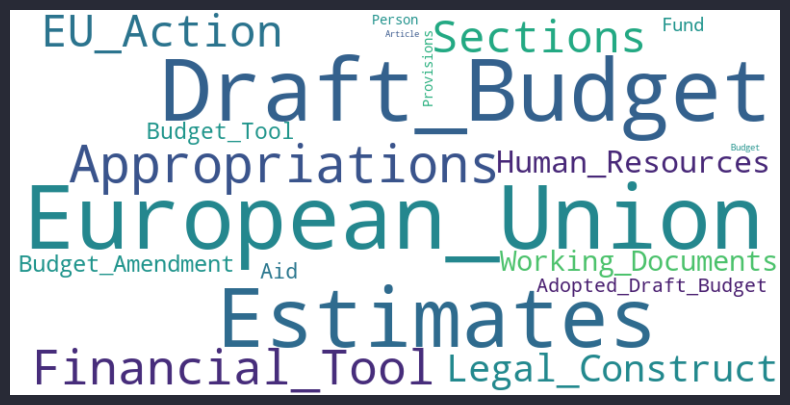 EU_Action
Person
Article
Provisions
Sections
Fund
Draft_Budget
Budget_Tool
Appropriations
Human_Resources
Budget
European_Union
Budget_Amendment
Aid
Working_Documents
Adopted_Draft_Budget
Estimates
Financial_Tool
Legal_Construct